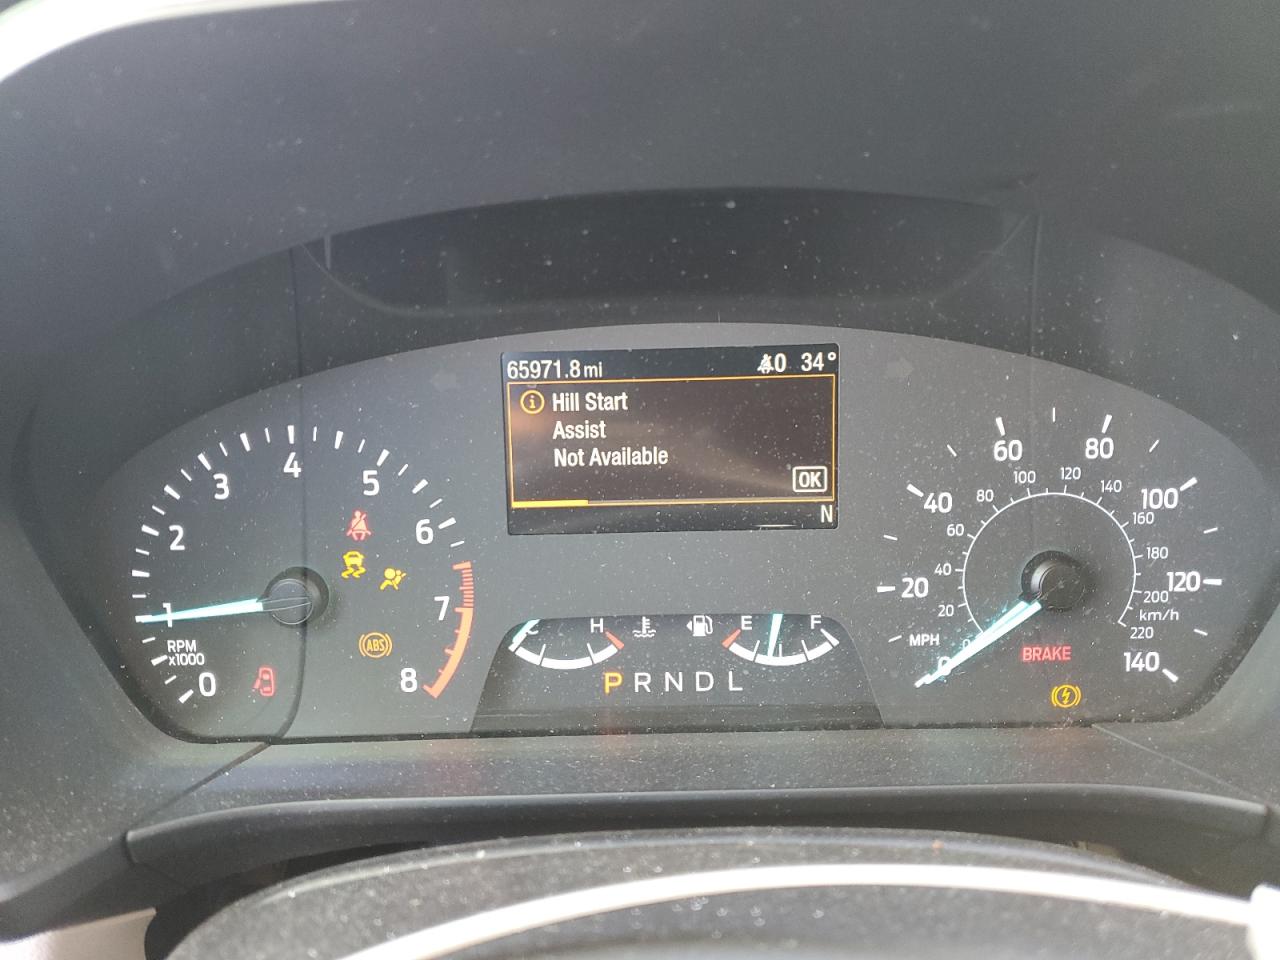 65971.8 mi
0 34°
Hill Start
Assist
Not Available
OK
N
0
1
2
3
4
5
6
7
8
RPM
x1000
ABS
C H
E F
PRNDL
0
20
40
60
80
100
120
140
MPH
0
20
40
60
80
100
120
140
160
180
200
220
km/h
BRAKE